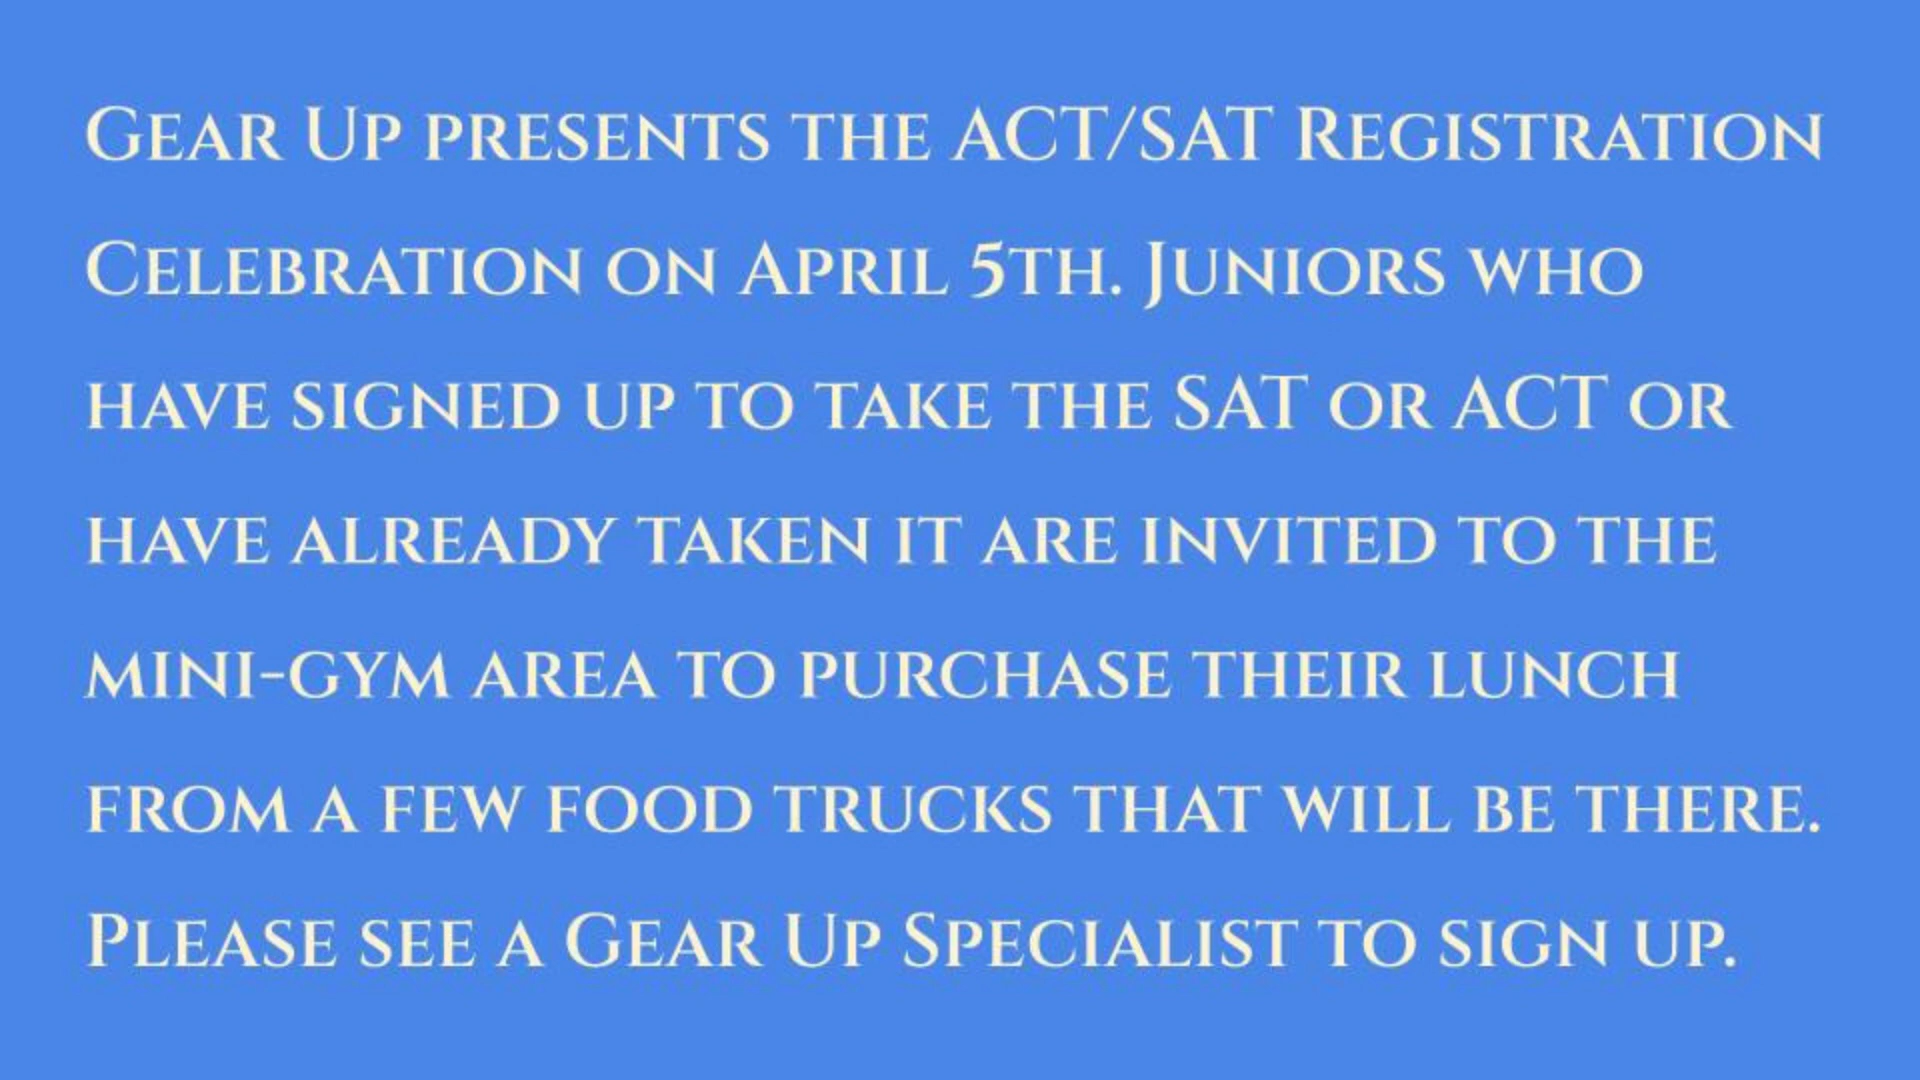 Gear Up presents the ACT/SAT Registration
Celebration on April 5th. Juniors who
have signed up to take the SAT or ACT or
have already taken it are invited to the
mini-gym area to purchase their lunch
from a few food trucks that will be there.
Please see a Gear Up Specialist to sign up.